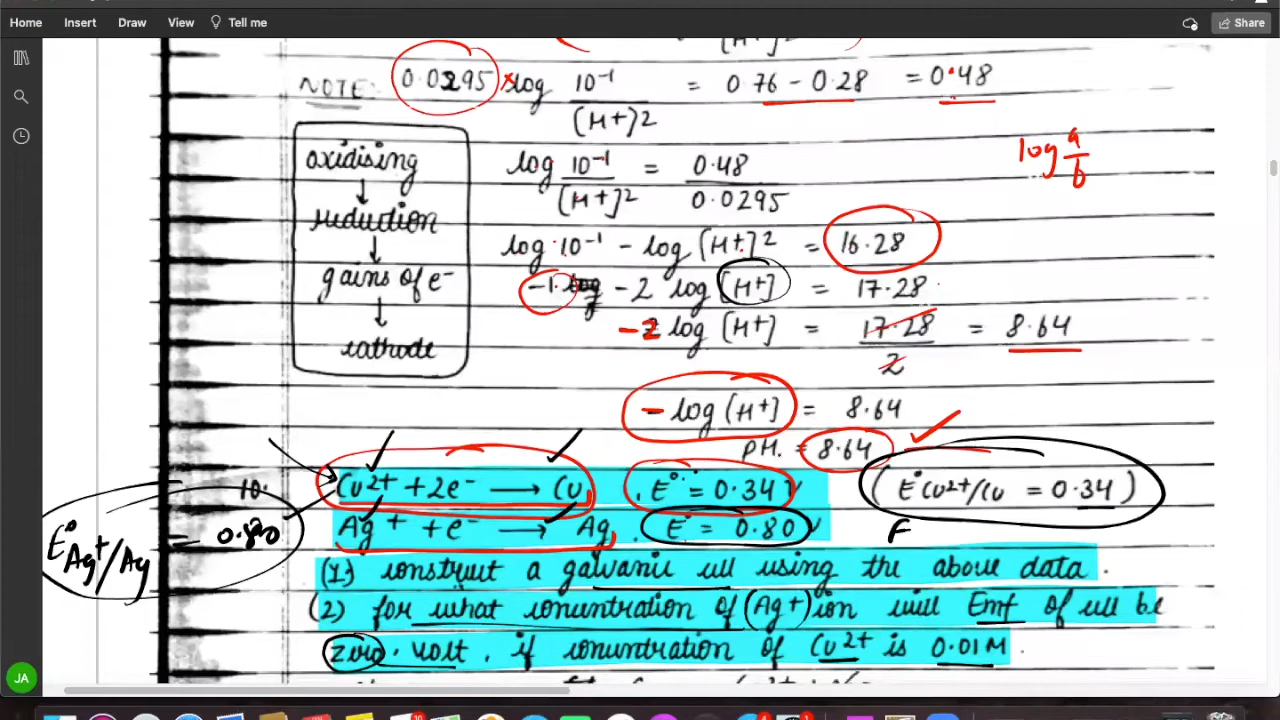 Home Insert Draw View Tell me Share
[H+]2
NOTE: 0.0295 × log 10-1 / [H+]2 = 0.76 - 0.28 = 0.48
oxidising
↓
reduction
↓
gains of e-
↓
cathode
log a/b
log 10-1 / [H+]2 = 0.48 / 0.0295
log 10-1 - log [H+]2 = 16.28
-1 - 2 log [H+] = 17.28
-2 log [H+] = 17.28 / 2 = 8.64
- log [H+] = 8.64
PH. = 8.64
10. Cu2+ + 2e- → Cu . E° = 0.34 V (E°Cu2+/Cu = 0.34)
Ag+ + e- → Ag . E° = 0.80 V
E°Ag+/Ag = 0.80
(1) construct a galvanic cell using the above data.
(2) for what concentration of (Ag+) ion will Emf of cell be
zero volt, if concentration of Cu2+ is 0.01M
JA